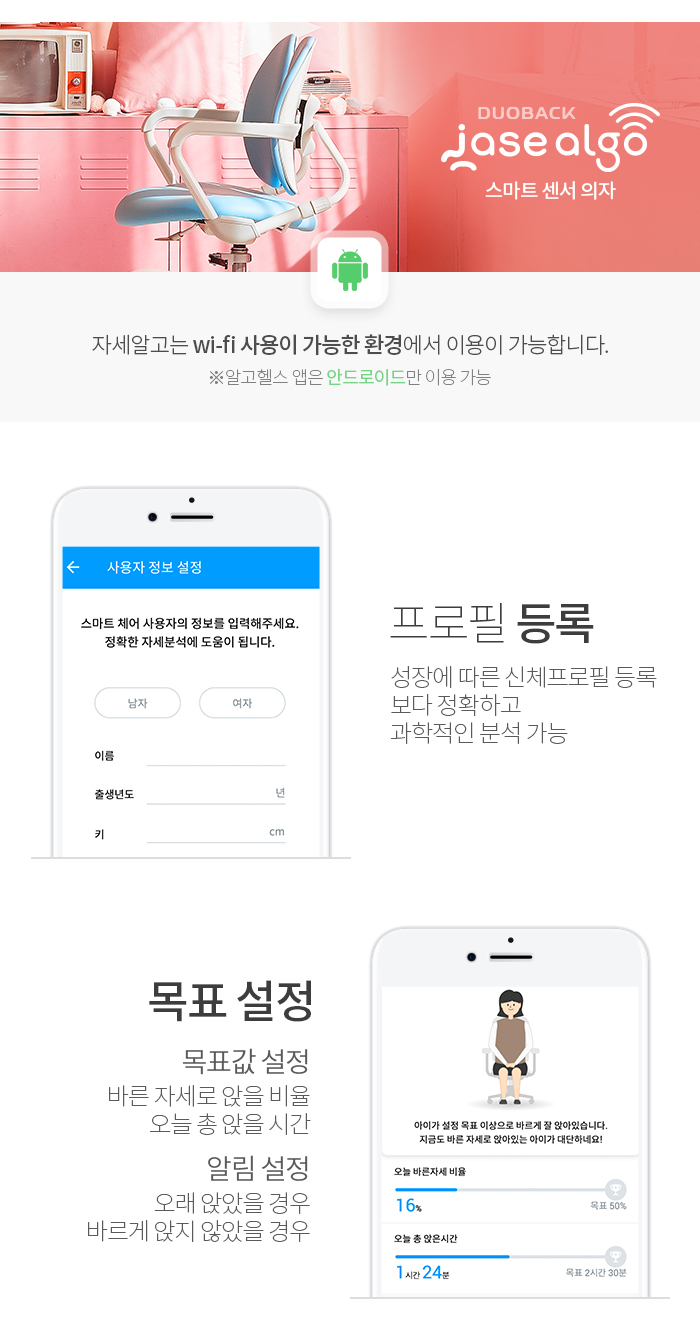 DUOBACK
jase algo
스마트 센서 의자
자세알고는 wi-fi 사용이 가능한 환경에서 이용이 가능합니다.
※알고헬스 앱은 안드로이드만 이용 가능
사용자 정보 설정
스마트 체어 사용자의 정보를 입력해주세요.
정확한 자세분석에 도움이 됩니다.
남자 여자
이름
출생년도 년
키 cm
프로필 등록
성장에 따른 신체프로필 등록
보다 정확하고
과학적인 분석 가능
목표 설정
목표값 설정
바른 자세로 앉을 비율
오늘 총 앉을 시간
알림 설정
오래 앉았을 경우
바르게 앉지 않았을 경우
아이가 설정 목표 이상으로 바르게 잘 앉아있습니다.
지금도 바른 자세로 앉아있는 아이가 대단하네요!
오늘 바른자세 비율
16% 목표 50%
오늘 총 앉은시간
1시간 24분 목표 2시간 30분